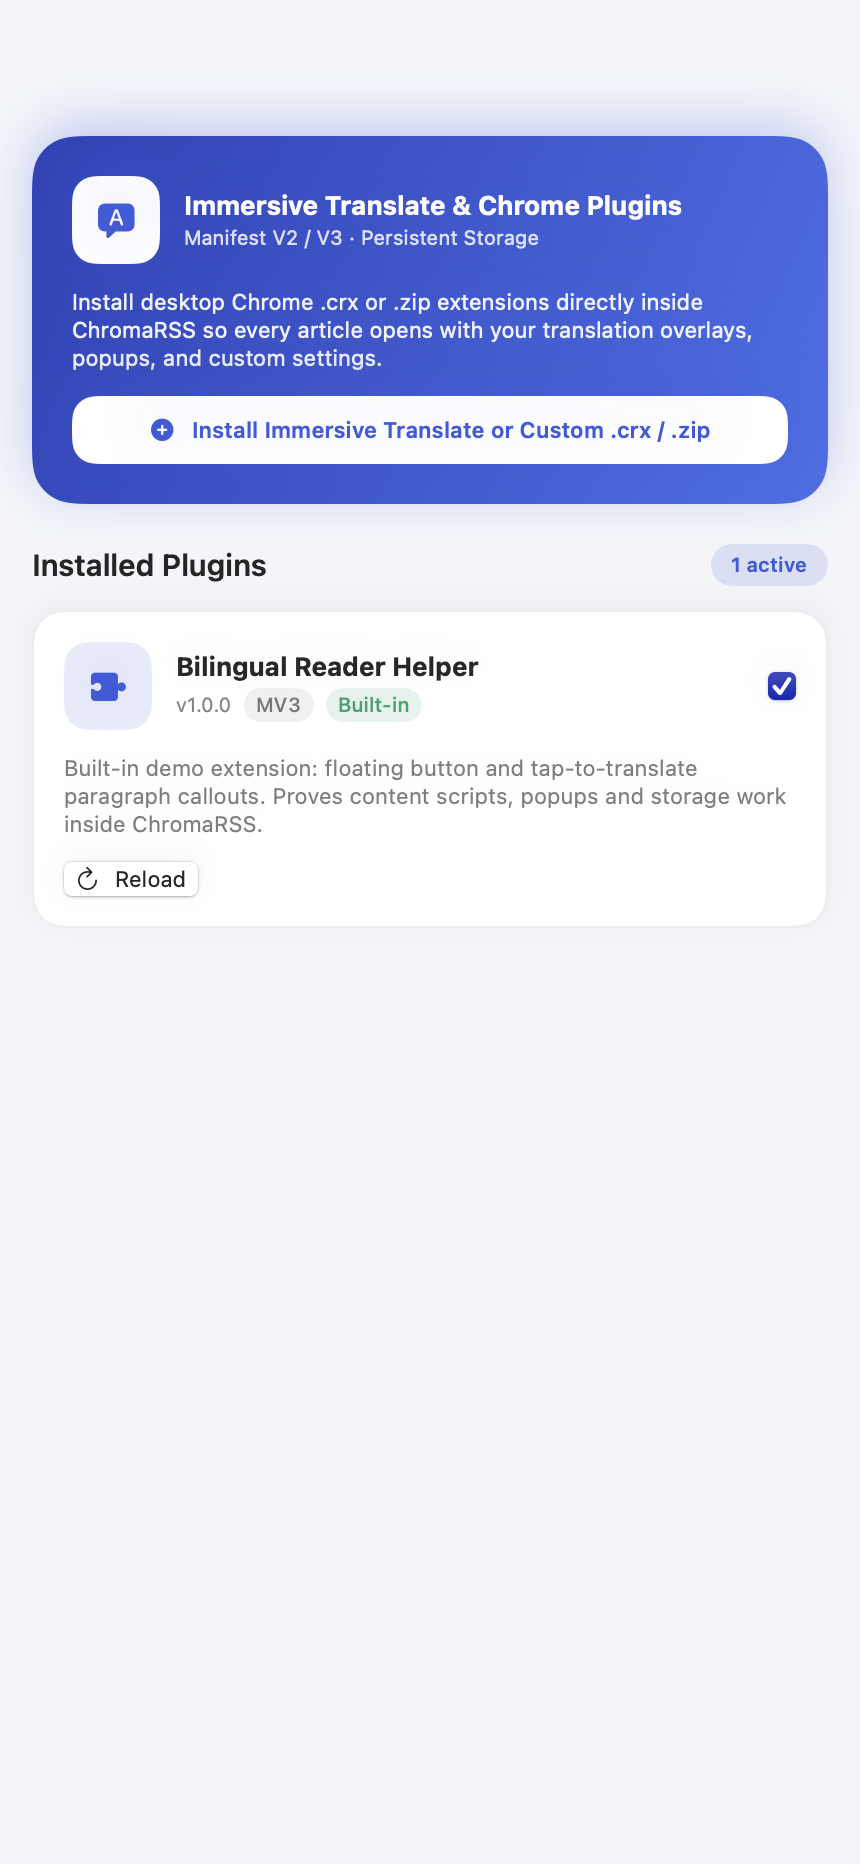 A
Immersive Translate & Chrome Plugins
Manifest V2 / V3 · Persistent Storage
Install desktop Chrome .crx or .zip extensions directly inside
ChromaRSS so every article opens with your translation overlays,
popups, and custom settings.
Install Immersive Translate or Custom .crx / .zip
Installed Plugins
1 active
Bilingual Reader Helper
v1.0.0 MV3 Built-in
Built-in demo extension: floating button and tap-to-translate
paragraph callouts. Proves content scripts, popups and storage work
inside ChromaRSS.
Reload